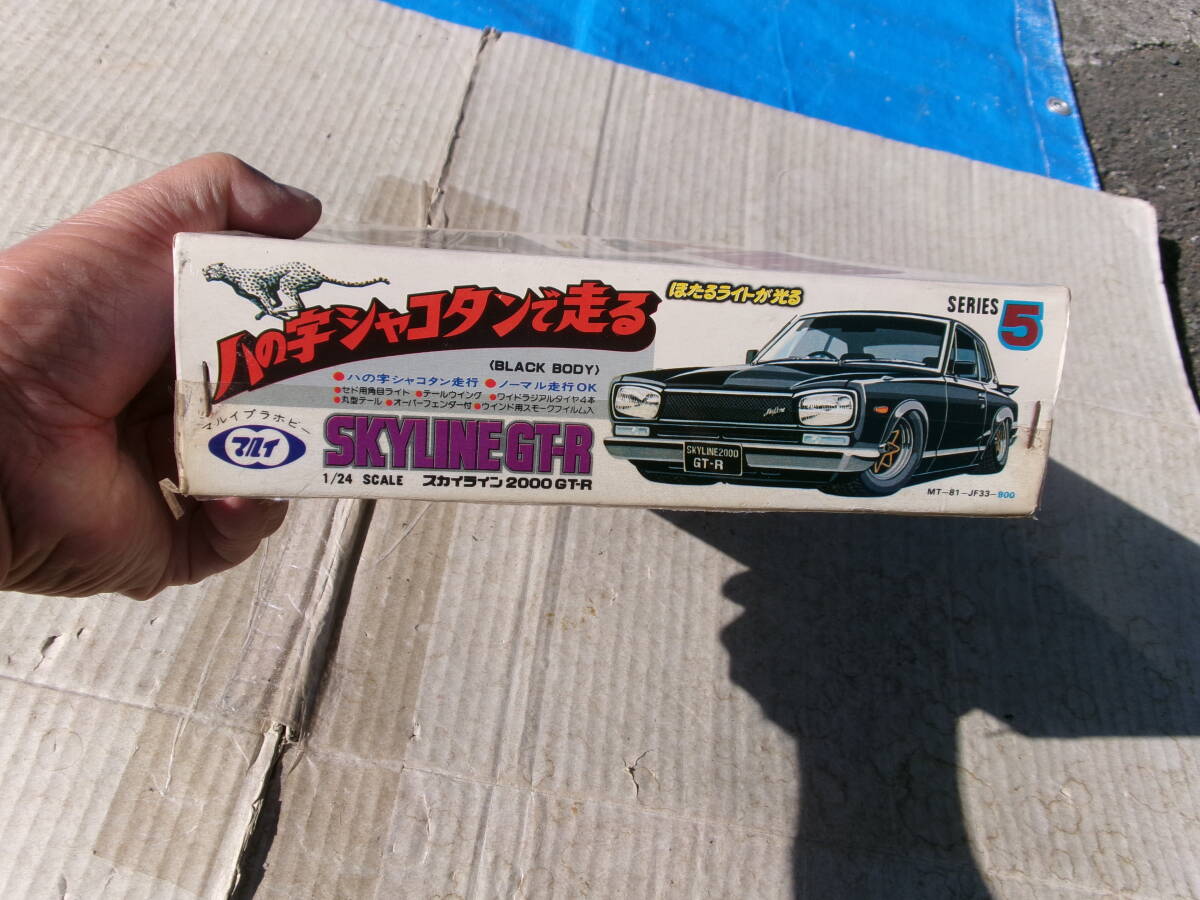 ハの字シャコタンで走る
ほたるライトが光る
SERIES 5
(BLACK BODY)
●ハの字シャコタン走行 ●ノーマル走行OK
●セド用角目ライト ●テールウイング ●ワイドラジアルタイヤ4本
●丸型テール ●オーバーフェンダー付 ●ウインド用スモークフィルム入
マルイプラホビー
マルイ
SKYLINE GT-R
1/24 SCALE スカイライン2000GT-R
Skyline
SKYLINE2000
GT-R
MT-81-JF33-800